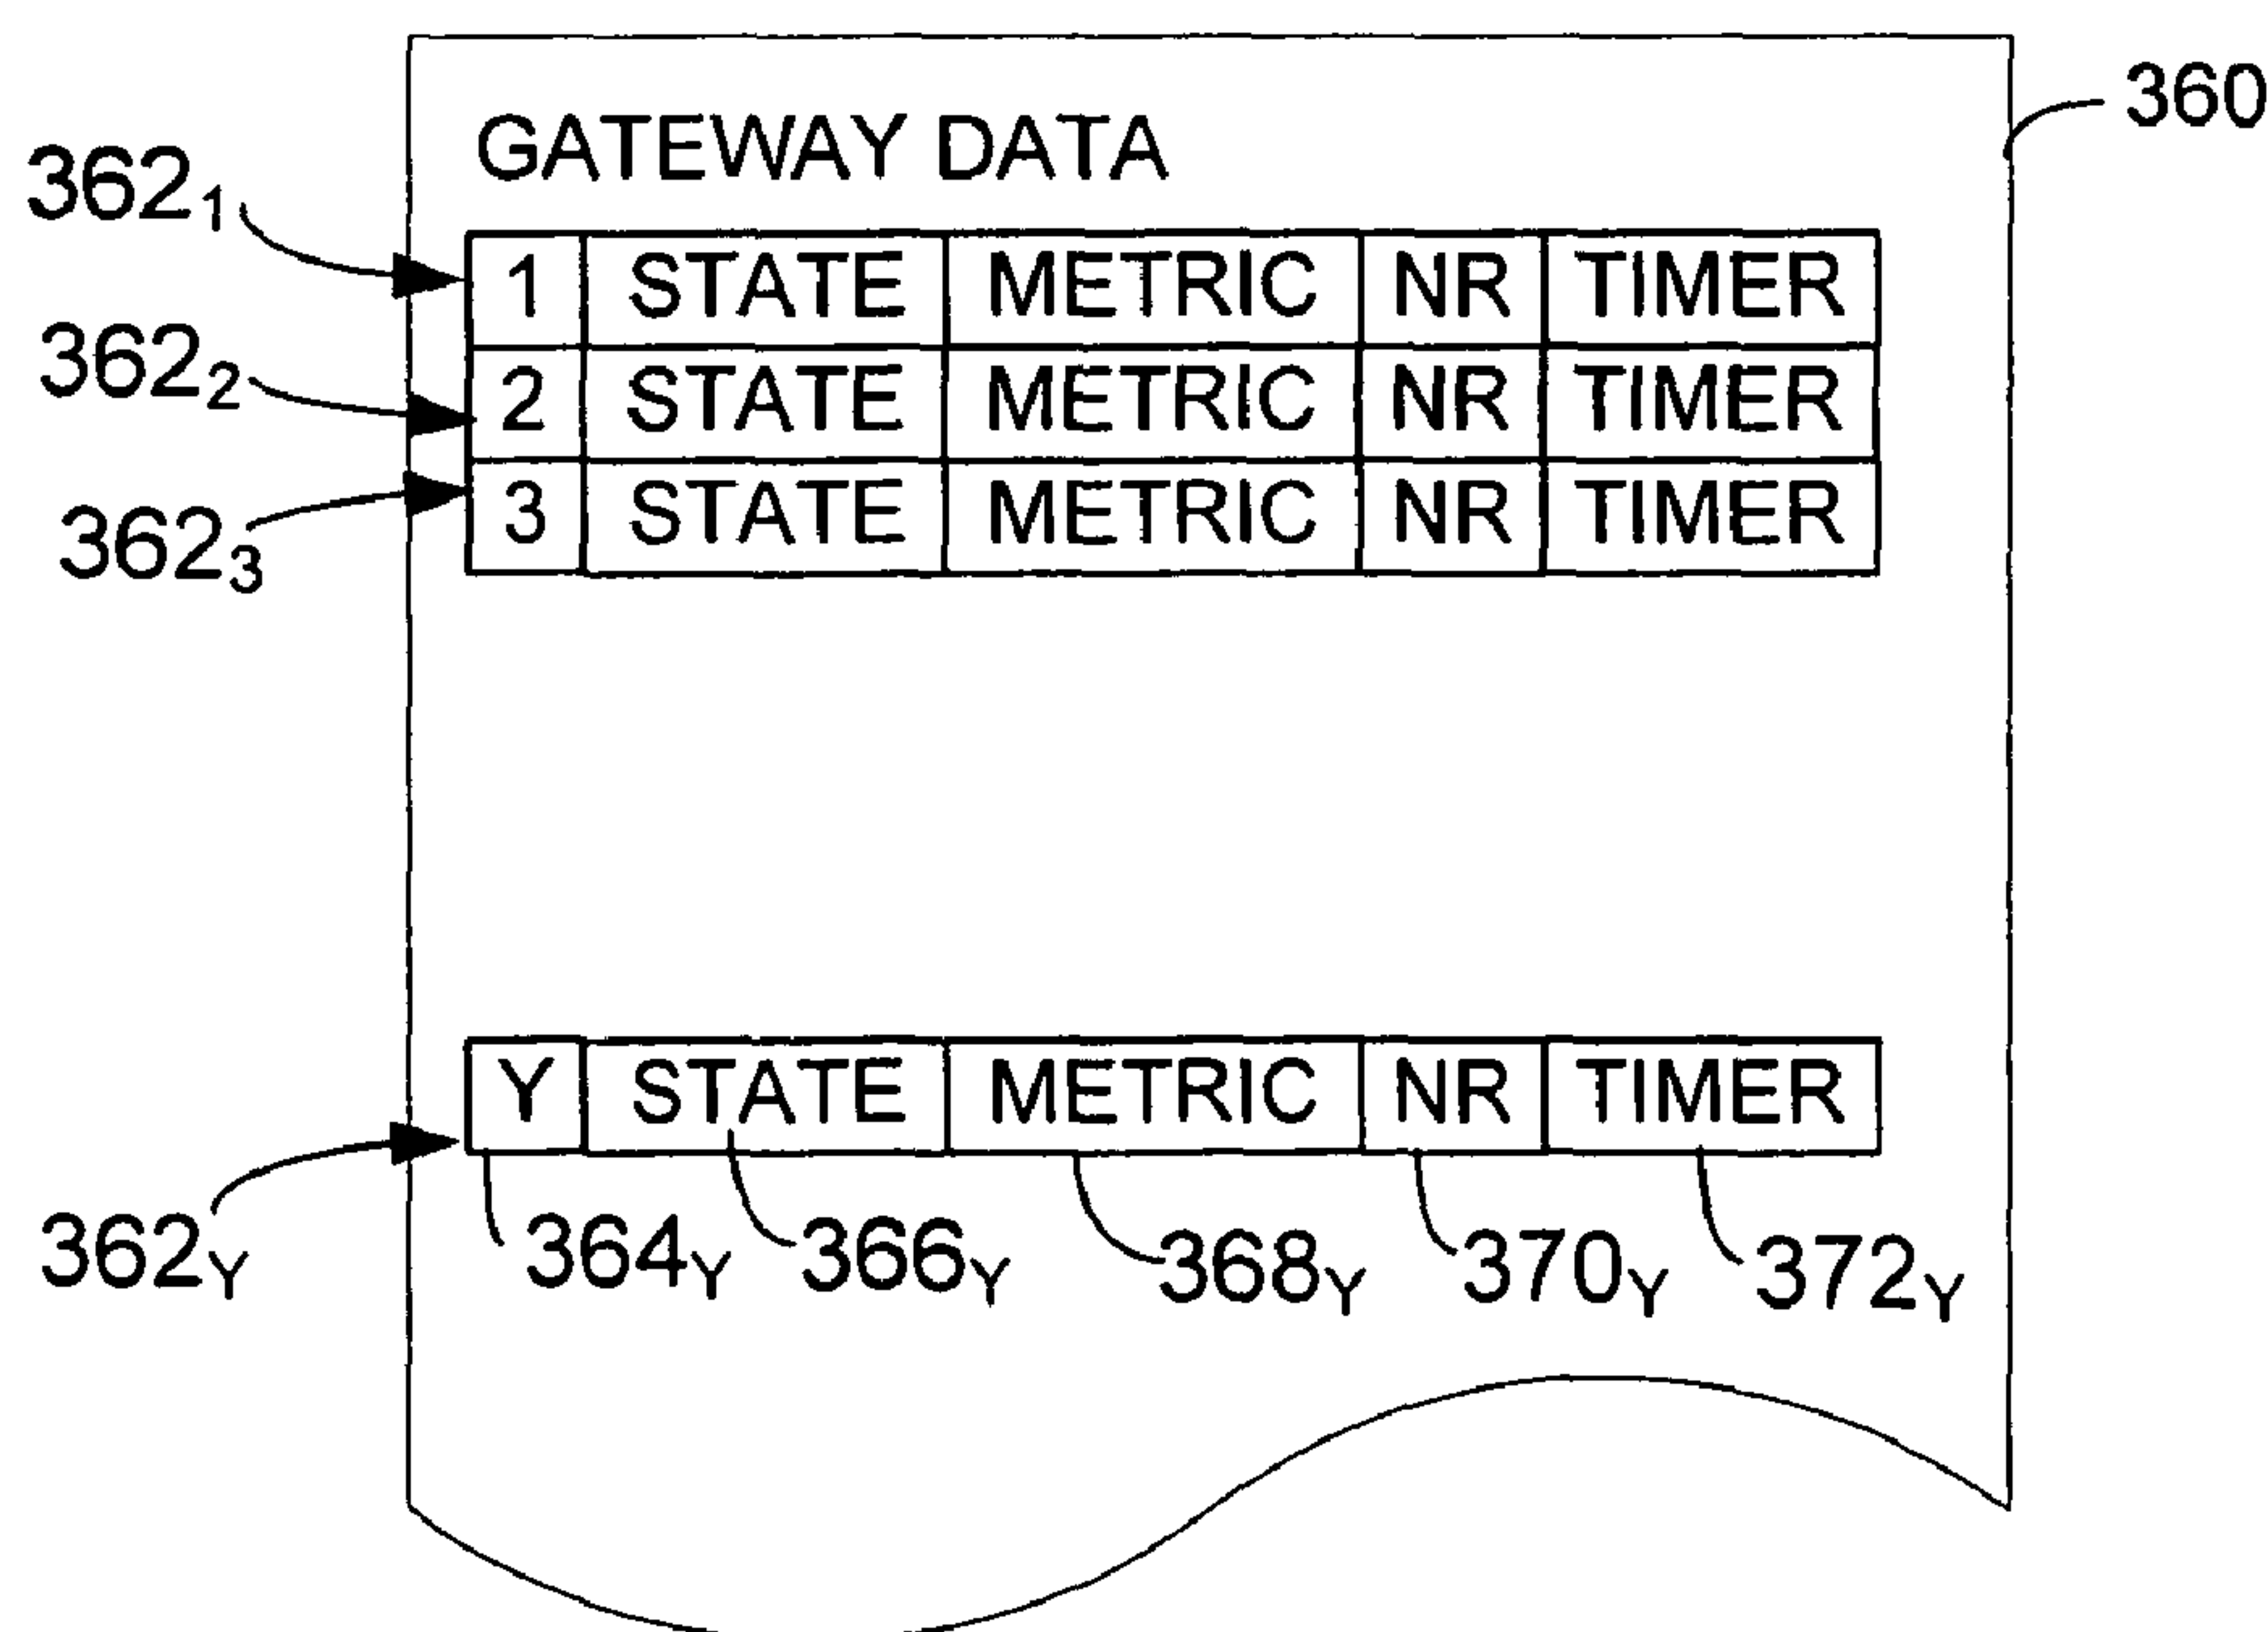 360
GATEWAY DATA
362₁
1 STATE METRIC NR TIMER
362₂
2 STATE METRIC NR TIMER
362₃
3 STATE METRIC NR TIMER
Y STATE METRIC NR TIMER
362Y 364Y 366Y 368Y 370Y 372Y